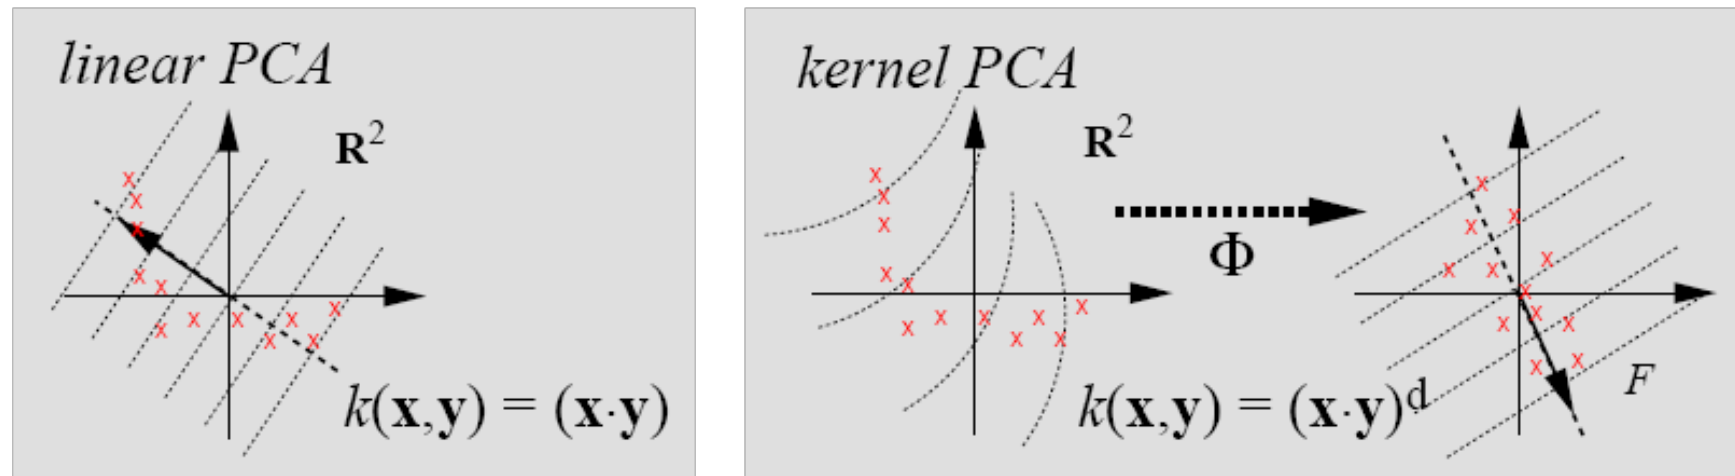 linear PCA
R²
k(x,y) = (x·y)
kernel PCA
R²
Φ
F
k(x,y) = (x·y)ᵈ